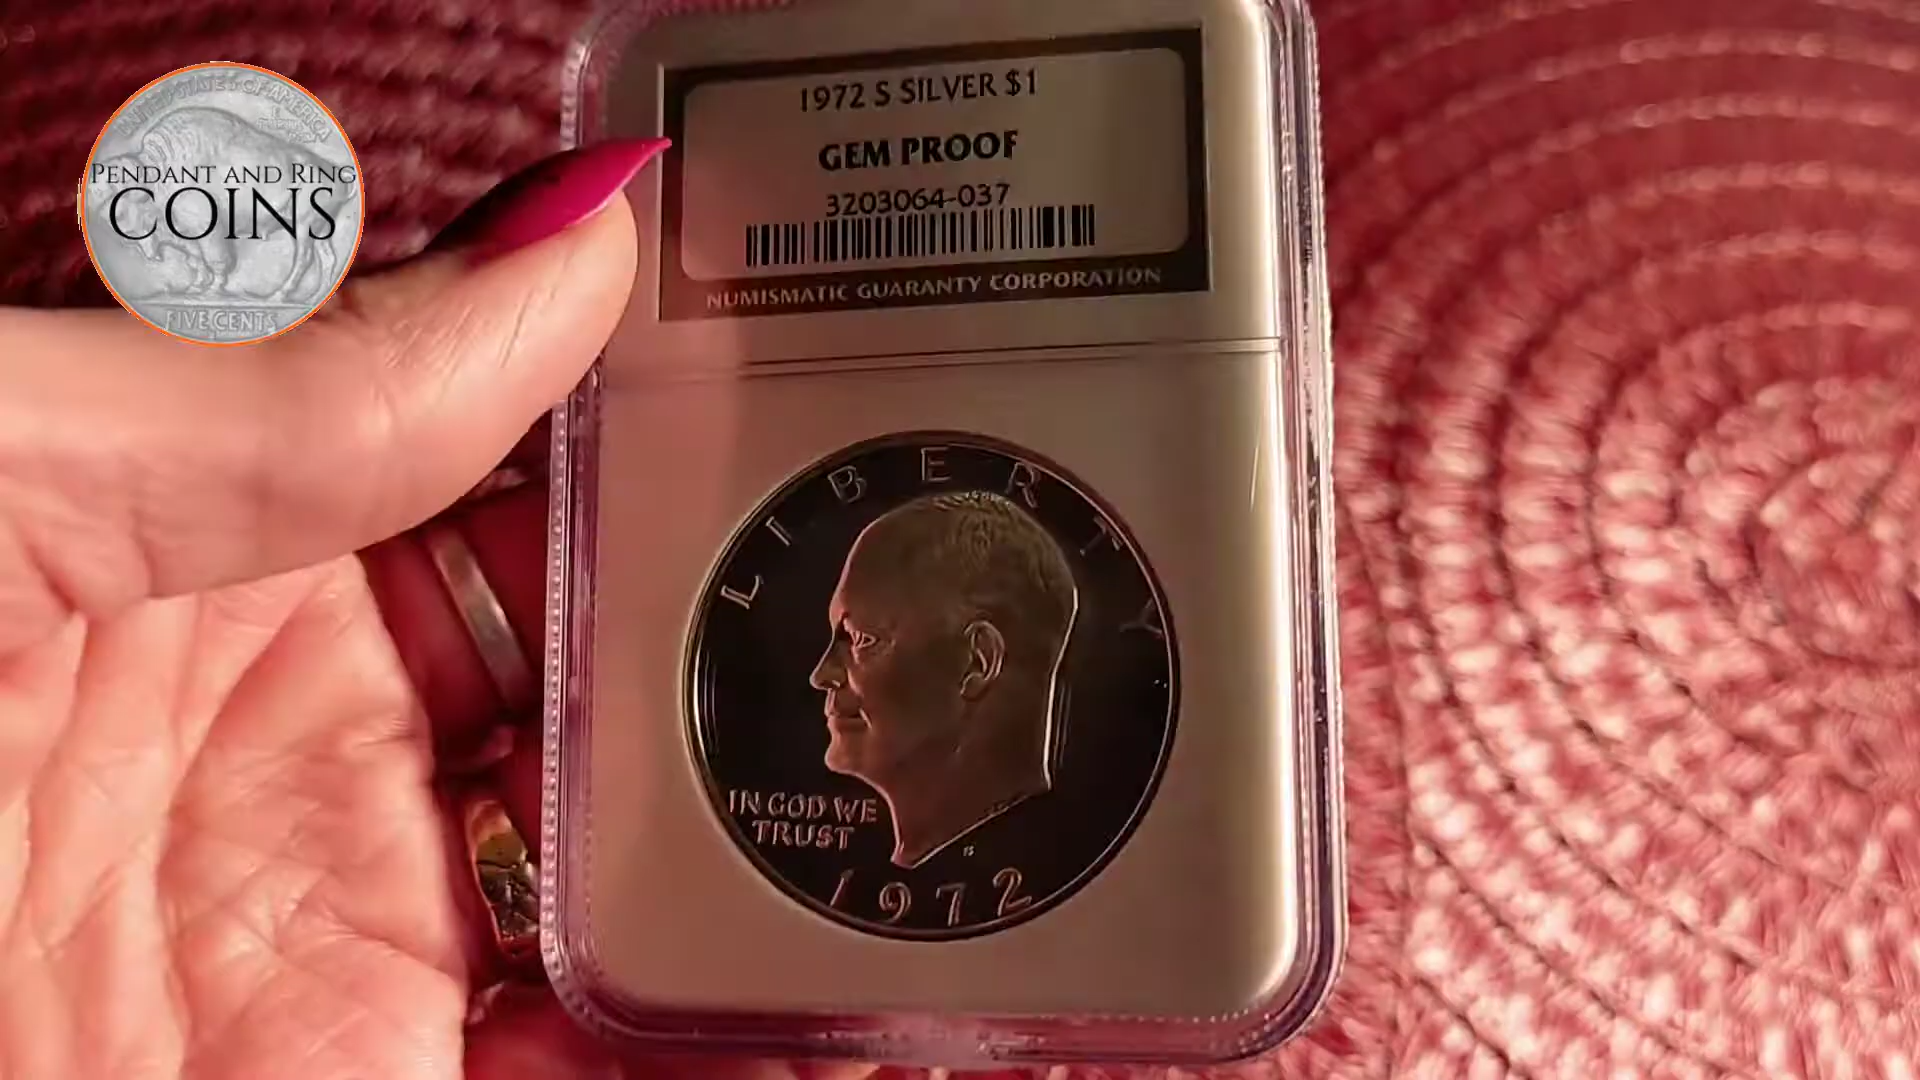 UNITED STATES OF AMERICA
PENDANT AND RING
COINS
FIVE CENTS
1972 S SILVER $1
GEM PROOF
3203064-037
NUMISMATIC GUARANTY CORPORATION
LIBERTY
IN GOD WE
TRUST
S
1972